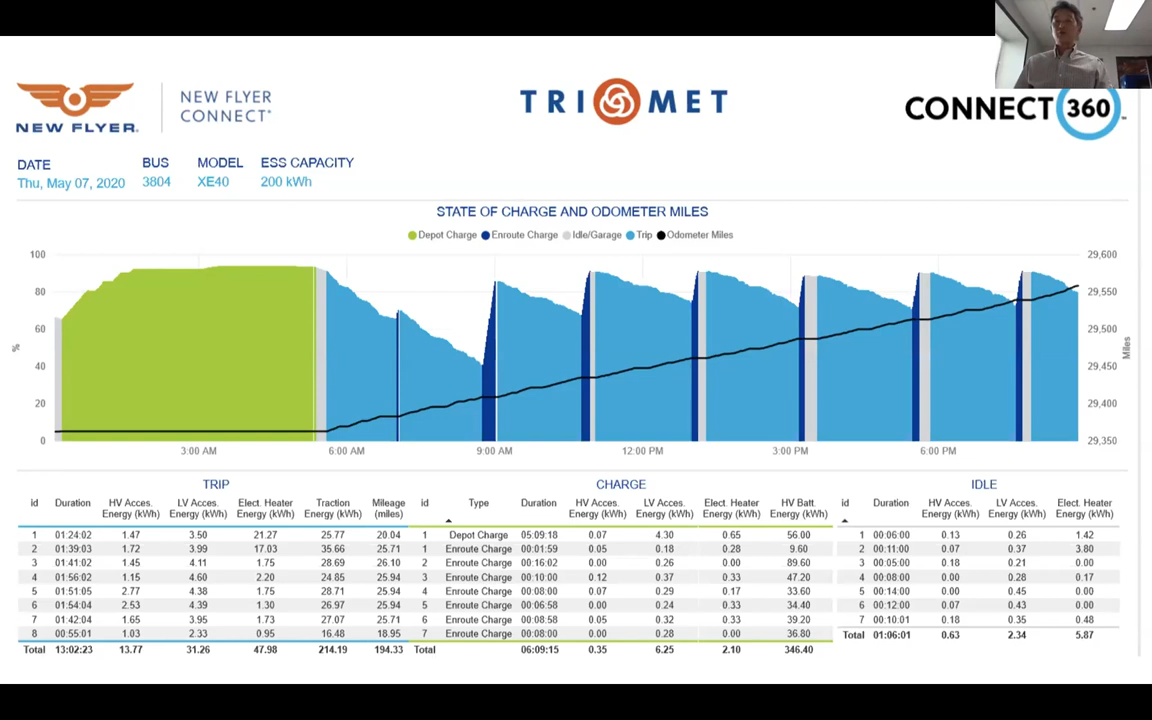 NEW FLYER.
NEW FLYER
CONNECT
TRI MET
CONNECT 360
DATE BUS MODEL ESS CAPACITY
Thu, May 07, 2020 3804 XE40 200 kWh
STATE OF CHARGE AND ODOMETER MILES
Depot Charge Enroute Charge Idle/Garage Trip Odometer Miles
100 29,600
80 29,550
60 29,500
%
Miles
40 29,450
20 29,400
0 29,350
3:00 AM 6:00 AM 9:00 AM 12:00 PM 3:00 PM 6:00 PM
TRIP
id Duration HV Acces. Energy (kWh) LV Acces. Energy (kWh) Elect. Heater Energy (kWh) Traction Energy (kWh) Mileage (miles)
1 01:24:02 1.47 3.50 21.27 25.77 20.04
2 01:39:03 1.72 3.99 17.03 35.66 25.71
3 01:41:02 1.45 4.11 1.75 28.69 26.10
4 01:56:02 1.15 4.60 2.20 24.85 25.94
5 01:51:05 2.77 4.38 1.75 28.71 25.94
6 01:54:04 2.53 4.39 1.30 26.97 25.94
7 01:42:04 1.65 3.95 1.73 27.07 25.71
8 00:55:01 1.03 2.33 0.95 16.48 18.95
Total 13:02:23 13.77 31.26 47.98 214.19 194.33
CHARGE
id Type Duration HV Acces. Energy (kWh) LV Acces. Energy (kWh) Elect. Heater Energy (kWh) HV Batt. Energy (kWh)
1 Depot Charge 05:09:18 0.07 4.30 0.65 56.00
1 Enroute Charge 00:01:59 0.05 0.18 0.28 9.60
2 Enroute Charge 00:16:02 0.00 0.26 0.00 89.60
3 Enroute Charge 00:10:00 0.12 0.37 0.33 47.20
4 Enroute Charge 00:08:00 0.07 0.29 0.17 33.60
5 Enroute Charge 00:06:58 0.00 0.24 0.33 34.40
6 Enroute Charge 00:08:58 0.05 0.32 0.33 39.20
7 Enroute Charge 00:08:00 0.00 0.28 0.00 36.80
Total 06:09:15 0.35 6.25 2.10 346.40
IDLE
id Duration HV Acces. Energy (kWh) LV Acces. Energy (kWh) Elect. Heater Energy (kWh)
1 00:06:00 0.13 0.26 1.42
2 00:11:00 0.07 0.37 3.80
3 00:05:00 0.18 0.21 0.00
4 00:08:00 0.00 0.28 0.17
5 00:14:00 0.00 0.45 0.00
6 00:12:00 0.07 0.43 0.00
7 00:10:01 0.18 0.35 0.48
Total 01:06:01 0.63 2.34 5.87